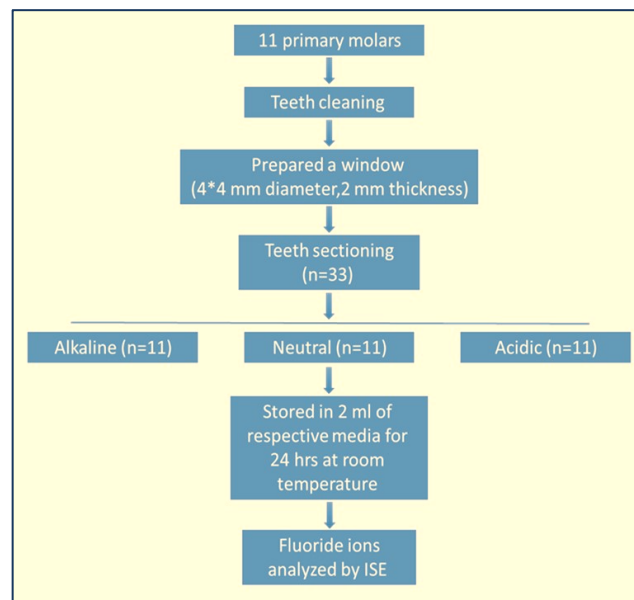 11 primary molars
Teeth cleaning
Prepared a window
(4*4 mm diameter,2 mm thickness)
Teeth sectioning
(n=33)
Alkaline (n=11)
Neutral (n=11)
Acidic (n=11)
Stored in 2 ml of
respective media for
24 hrs at room
temperature
Fluoride ions
analyzed by ISE